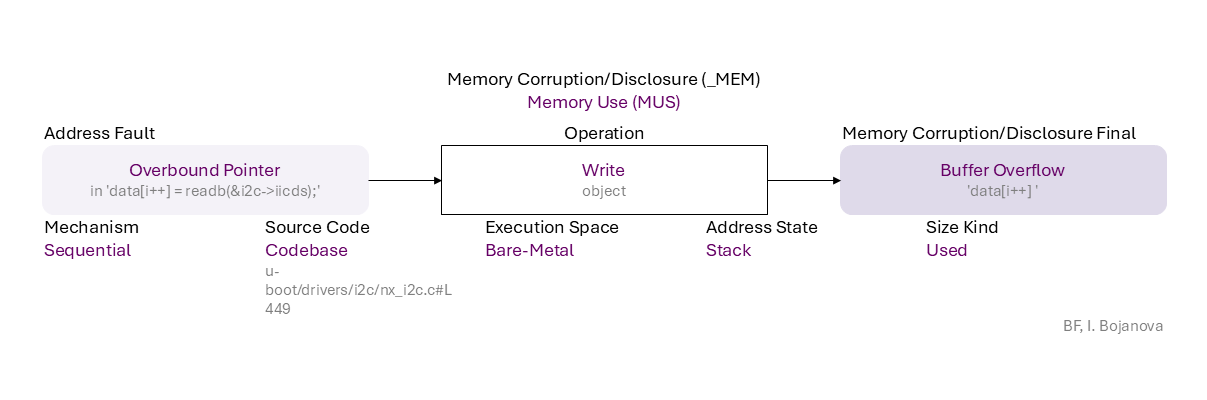 Memory Corruption/Disclosure (_MEM)
Memory Use (MUS)
Address Fault
Operation
Memory Corruption/Disclosure Final
Overbound Pointer
in 'data[i++] = readb(&i2c->iicds);'
Write
object
Buffer Overflow
'data[i++] '
Mechanism
Sequential
Source Code
Codebase
u-
boot/drivers/i2c/nx_i2c.c#L
449
Execution Space
Bare-Metal
Address State
Stack
Size Kind
Used
BF, I. Bojanova